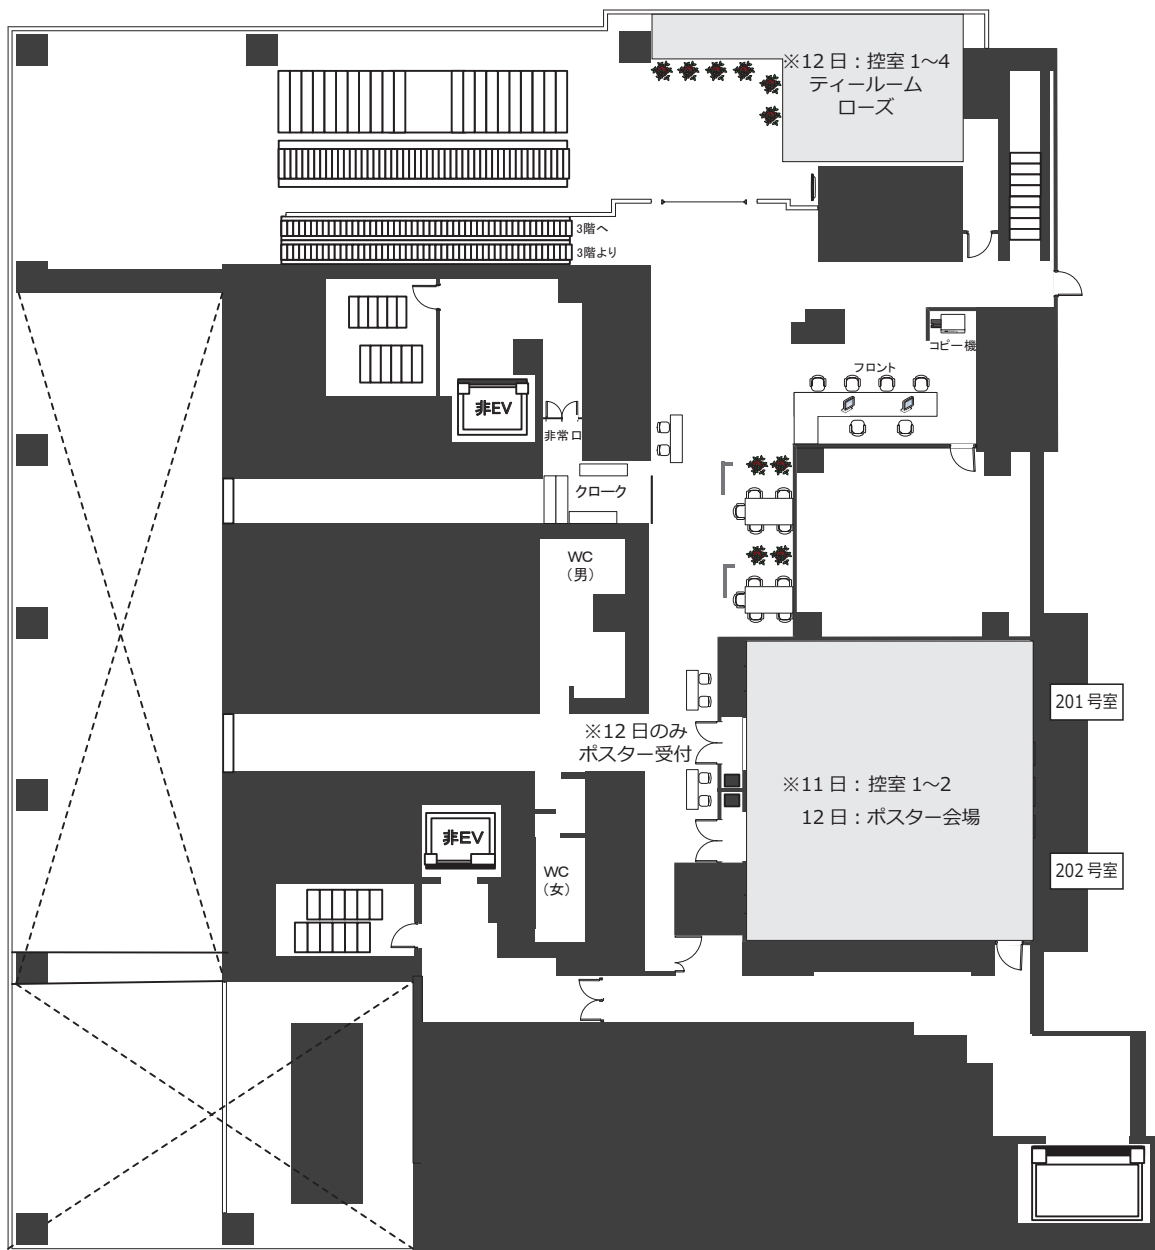 ※12 日：控室 1～4
ティールーム
ローズ
3階へ
3階より
コピー機
フロント
非EV
非常口
クローク
WC
（男）
201 号室
※12 日のみ
ポスター受付
※11 日：控室 1～2
12 日：ポスター会場
非EV
202 号室
WC
（女）